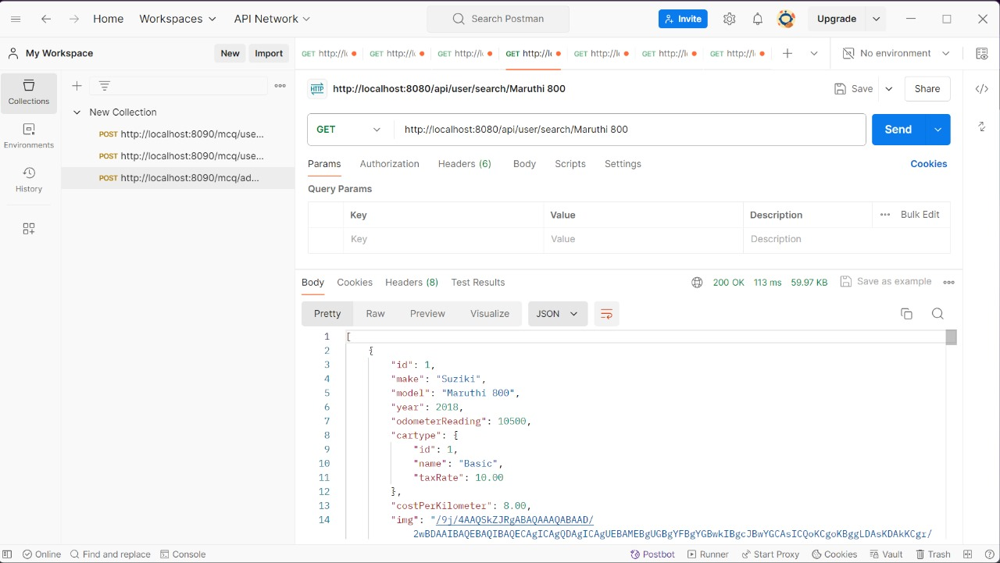 Home Workspaces API Network Search Postman Invite Upgrade
My Workspace New Import GET http://l GET http://l GET http://l GET http://l GET http://l GET http://l GET http://l No environment
Collections
Environments
History
New Collection
POST http://localhost:8090/mcq/use...
POST http://localhost:8090/mcq/use...
POST http://localhost:8090/mcq/ad...
HTTP http://localhost:8080/api/user/search/Maruthi 800 Save Share
GET http://localhost:8080/api/user/search/Maruthi 800 Send
Params Authorization Headers (6) Body Scripts Settings Cookies
Query Params
Key Value Description Bulk Edit
Key Value Description
Body Cookies Headers (8) Test Results 200 OK 113 ms 59.97 KB Save as example
Pretty Raw Preview Visualize JSON
1 [
2 {
3 "id": 1,
4 "make": "Suziki",
5 "model": "Maruthi 800",
6 "year": 2018,
7 "odometerReading": 10500,
8 "cartype": {
9 "id": 1,
10 "name": "Basic",
11 "taxRate": 10.00
12 },
13 "costPerKilometer": 8.00,
14 "img": "/9j/4AAQSkZJRgABAQAAAQABAAD/
2wBDAAIBAQEBAQIBAQECAgICAgQDAgICAgUEBAMEBgUGBgYFBgYGBwkIBgcJBwYGCAsICQoKCgoKBggLDAsKDAkKCgr/
Online Find and replace Console Postbot Runner Start Proxy Cookies Vault Trash